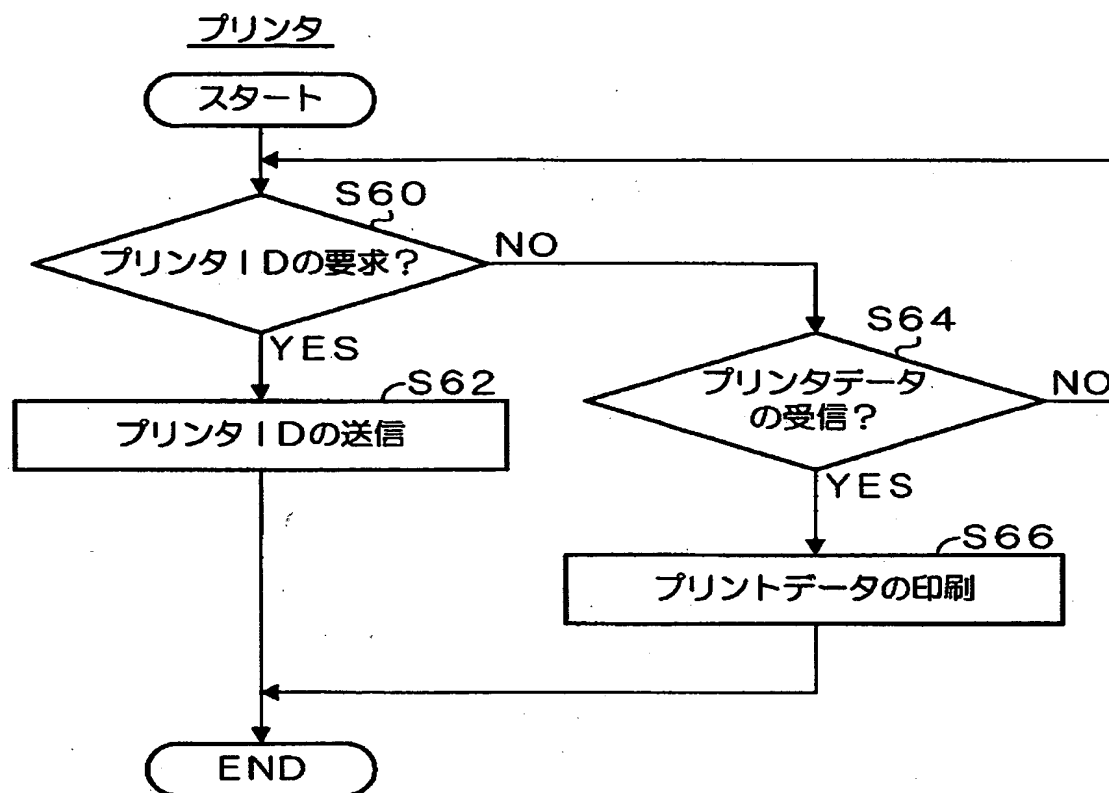 プリンタ
スタート
S60
プリンタIDの要求?
NO
YES
S62
プリンタIDの送信
S64
プリンタデータ
の受信?
NO
YES
S66
プリントデータの印刷
END